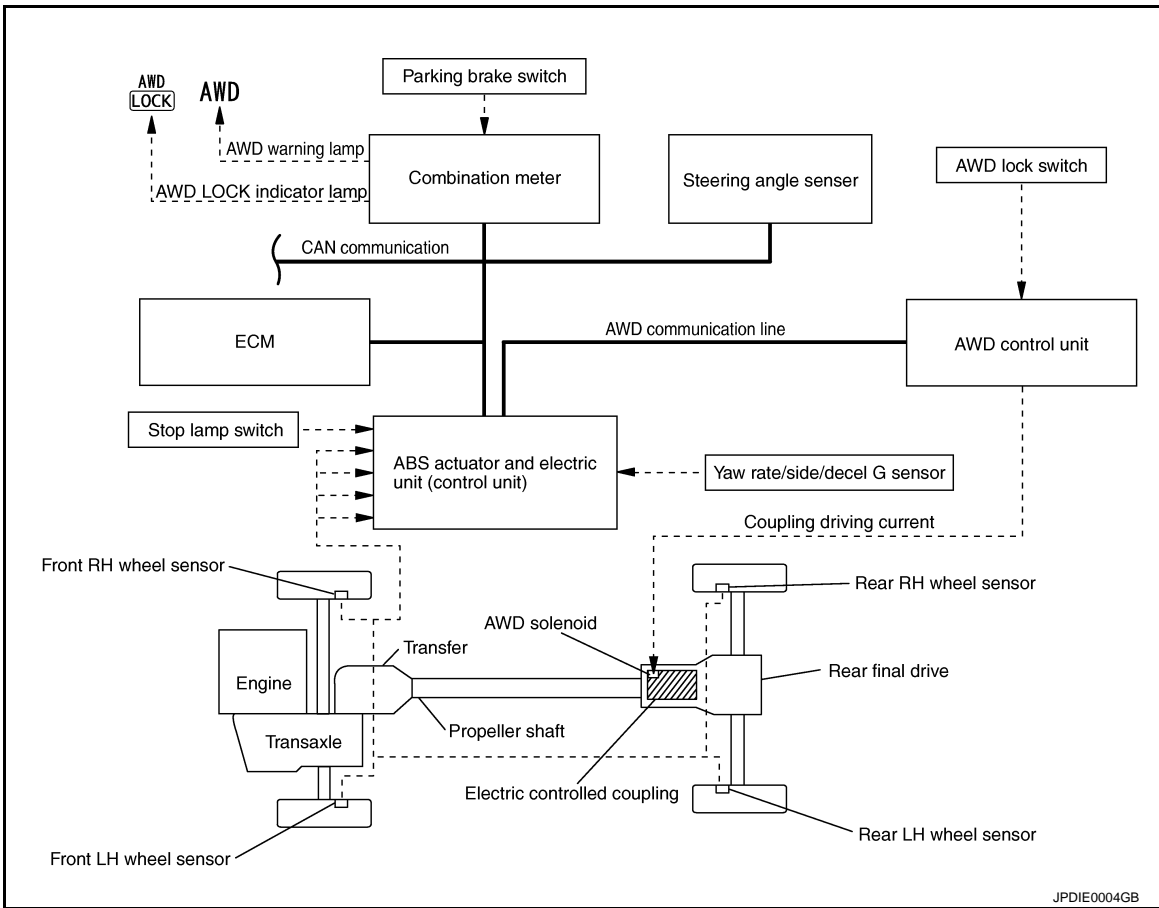 Parking brake switch
AWD
LOCK
AWD
AWD warning lamp
AWD LOCK indicator lamp
Combination meter
Steering angle senser
AWD lock switch
CAN communication
ECM
AWD communication line
AWD control unit
Stop lamp switch
ABS actuator and electric
unit (control unit)
Yaw rate/side/decel G sensor
Coupling driving current
Front RH wheel sensor
Rear RH wheel sensor
AWD solenoid
Transfer
Engine
Rear final drive
Propeller shaft
Transaxle
Electric controlled coupling
Rear LH wheel sensor
Front LH wheel sensor
JPDIE0004GB